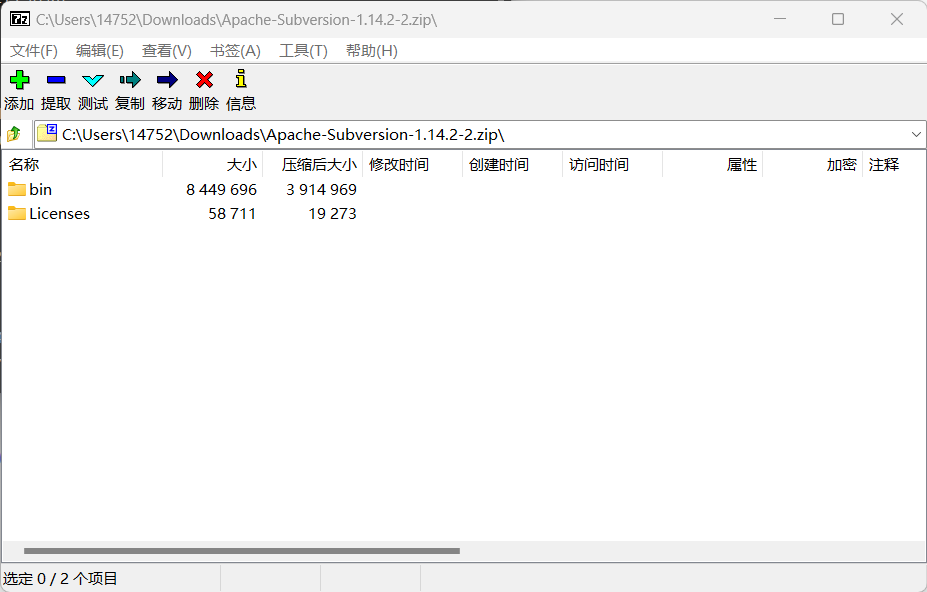 C:\Users\14752\Downloads\Apache-Subversion-1.14.2-2.zip\
文件(F) 编辑(E) 查看(V) 书签(A) 工具(T) 帮助(H)
添加 提取 测试 复制 移动 删除 信息
C:\Users\14752\Downloads\Apache-Subversion-1.14.2-2.zip\
名称 大小 压缩后大小 修改时间 创建时间 访问时间 属性 加密 注释
bin 8 449 696 3 914 969
Licenses 58 711 19 273
选定 0 / 2 个项目